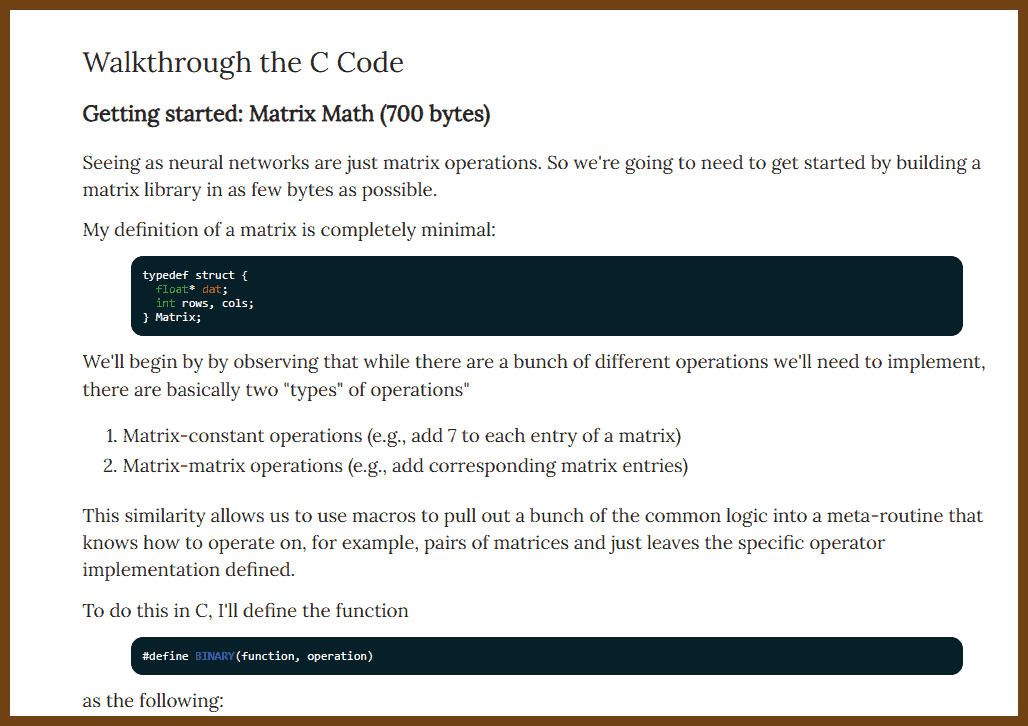 Walkthrough the C Code
Getting started: Matrix Math (700 bytes)
Seeing as neural networks are just matrix operations. So we're going to need to get started by building a
matrix library in as few bytes as possible.
My definition of a matrix is completely minimal:
typedef struct {
  float* dat;
  int rows, cols;
} Matrix;
We'll begin by by observing that while there are a bunch of different operations we'll need to implement,
there are basically two "types" of operations"
1. Matrix-constant operations (e.g., add 7 to each entry of a matrix)
2. Matrix-matrix operations (e.g., add corresponding matrix entries)
This similarity allows us to use macros to pull out a bunch of the common logic into a meta-routine that
knows how to operate on, for example, pairs of matrices and just leaves the specific operator
implementation defined.
To do this in C, I'll define the function
#define BINARY(function, operation)
as the following: